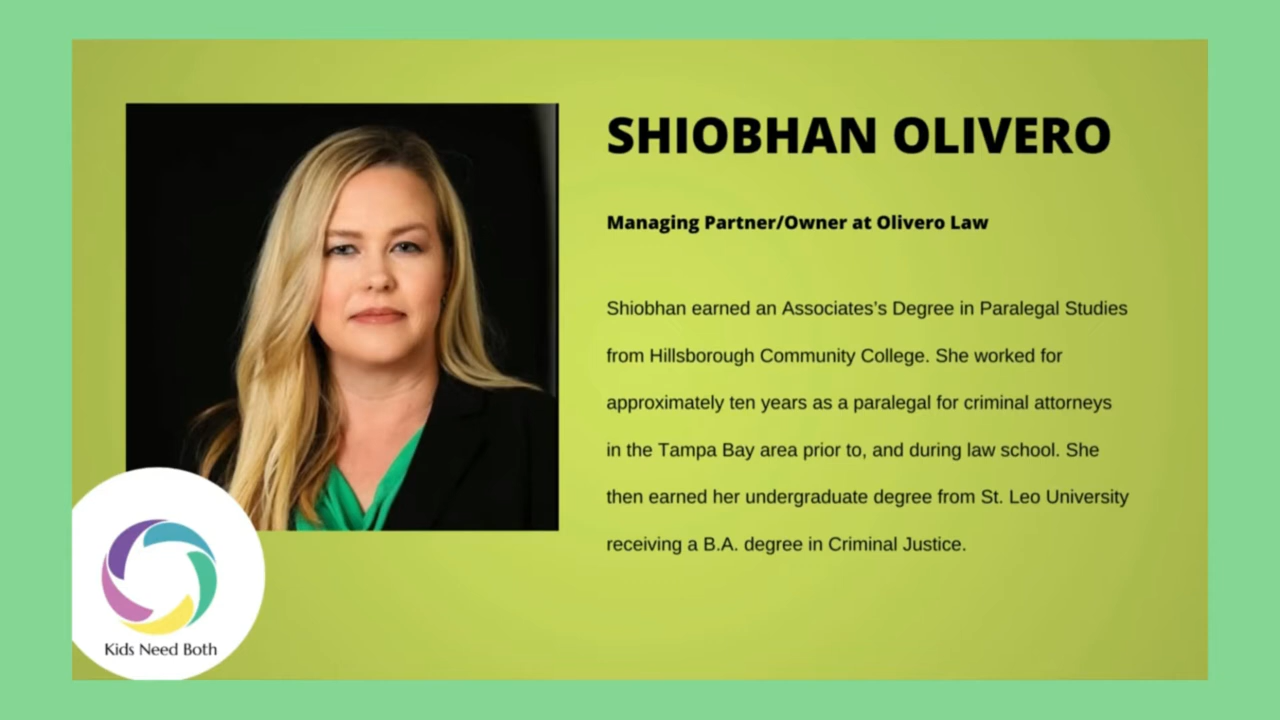 SHIOBHAN OLIVERO
Managing Partner/Owner at Olivero Law
Shiobhan earned an Associates's Degree in Paralegal Studies
from Hillsborough Community College. She worked for
approximately ten years as a paralegal for criminal attorneys
in the Tampa Bay area prior to, and during law school. She
then earned her undergraduate degree from St. Leo University
receiving a B.A. degree in Criminal Justice.
Kids Need Both